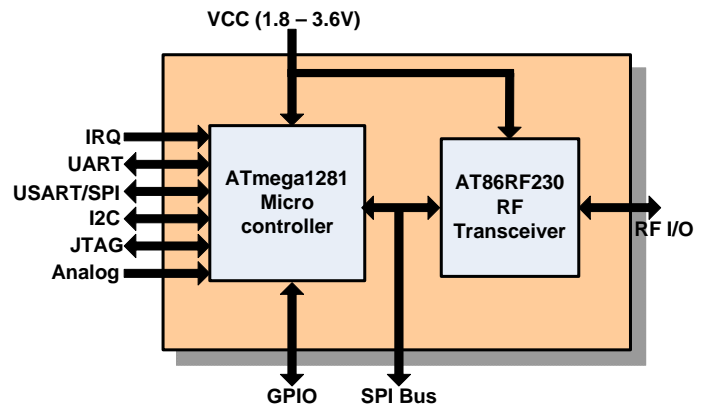 VCC (1.8 – 3.6V)
IRQ
UART
USART/SPI
I2C
JTAG
Analog
ATmega1281
Micro
controller
AT86RF230
RF
Transceiver
RF I/O
GPIO
SPI Bus